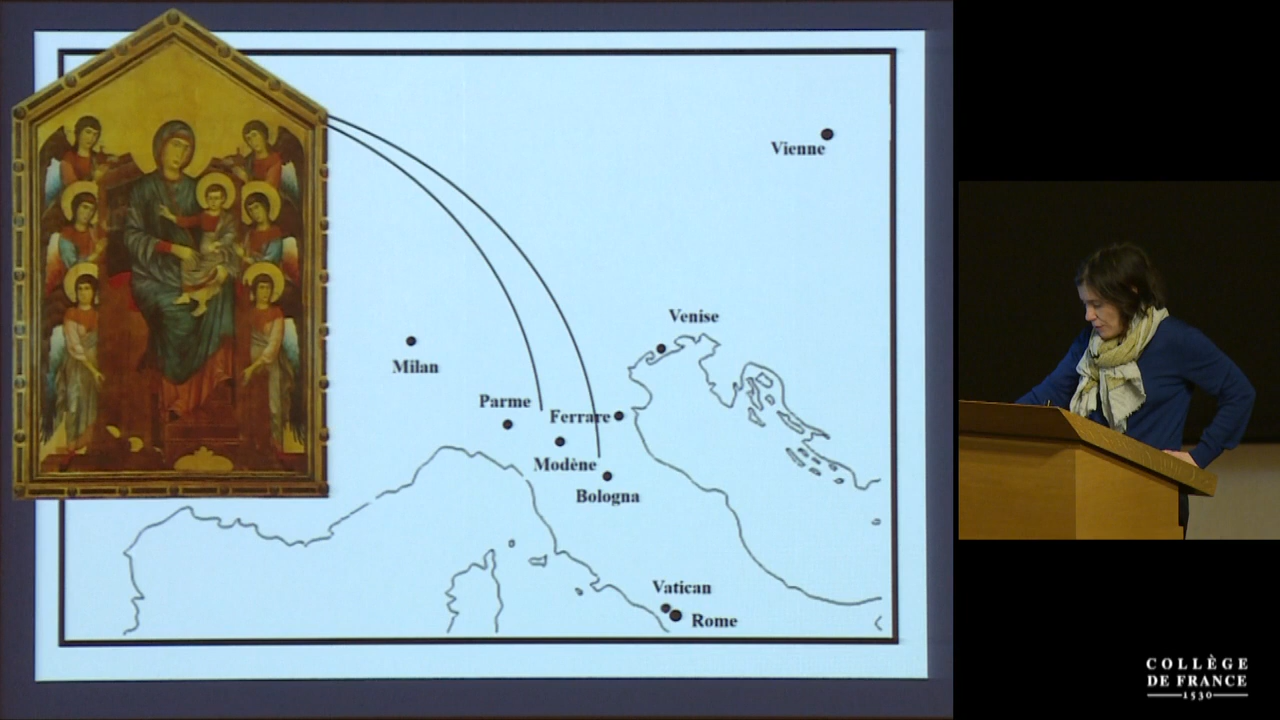 Vienne
Venise
Milan
Parme
Ferrare
Modène
Bologna
Vatican
Rome
COLLÈGE
DE FRANCE
1530